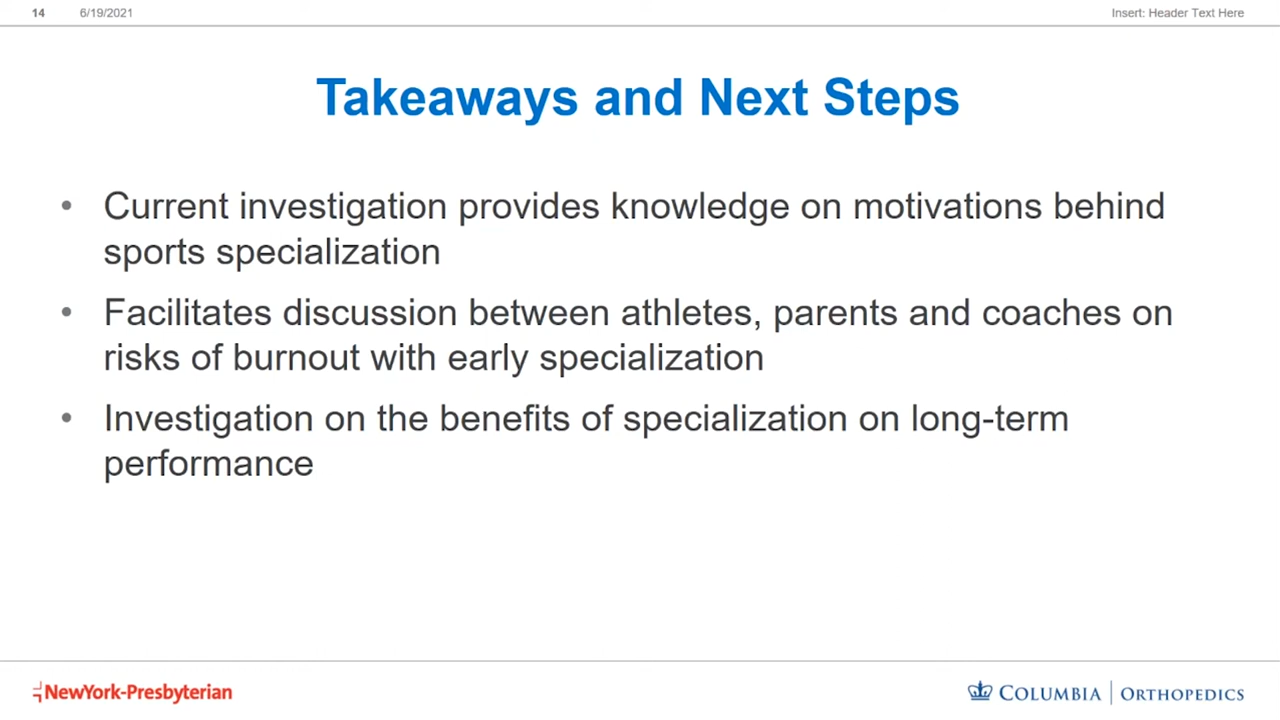 14 6/19/2021 Insert: Header Text Here
Takeaways and Next Steps
• Current investigation provides knowledge on motivations behind
sports specialization
• Facilitates discussion between athletes, parents and coaches on
risks of burnout with early specialization
• Investigation on the benefits of specialization on long-term
performance
NewYork-Presbyterian COLUMBIA | ORTHOPEDICS